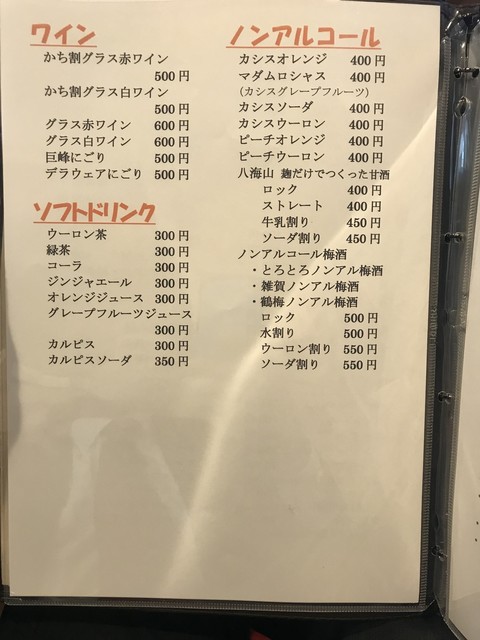 ワイン
かち割グラス赤ワイン
500円
かち割グラス白ワイン
500円
グラス赤ワイン 600円
グラス白ワイン 600円
巨峰にごり 500円
デラウェアにごり 500円
ソフトドリンク
ウーロン茶 300円
緑茶 300円
コーラ 300円
ジンジャエール 300円
オレンジジュース 300円
グレープフルーツジュース
300円
カルピス 300円
カルピスソーダ 350円
ノンアルコール
カシスオレンジ 400円
マダムロシャス 400円
(カシスグレープフルーツ)
カシスソーダ 400円
カシスウーロン 400円
ピーチオレンジ 400円
ピーチウーロン 400円
八海山 麹だけでつくった甘酒
ロック 400円
ストレート 400円
牛乳割り 450円
ソーダ割り 450円
ノンアルコール梅酒
・とろとろノンアル梅酒
・雑賀ノンアル梅酒
・鶴梅ノンアル梅酒
ロック 500円
水割り 500円
ウーロン割り 550円
ソーダ割り 550円